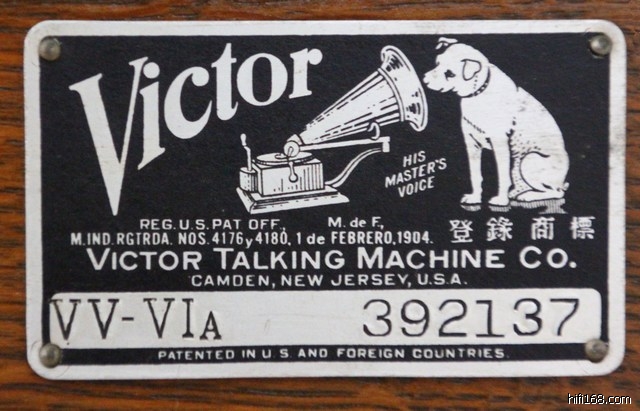 Victor
HIS
MASTER'S
VOICE
REG. U.S. PAT. OFF., M. de F.,
M.IND. RGTRDA. NOS. 4176 y 4180, 1 de FEBRERO, 1904.
登錄商標
VICTOR TALKING MACHINE CO.
CAMDEN, NEW JERSEY, U.S.A.
VV-VIA 392137
PATENTED IN U.S. AND FOREIGN COUNTRIES.
hifi168.com